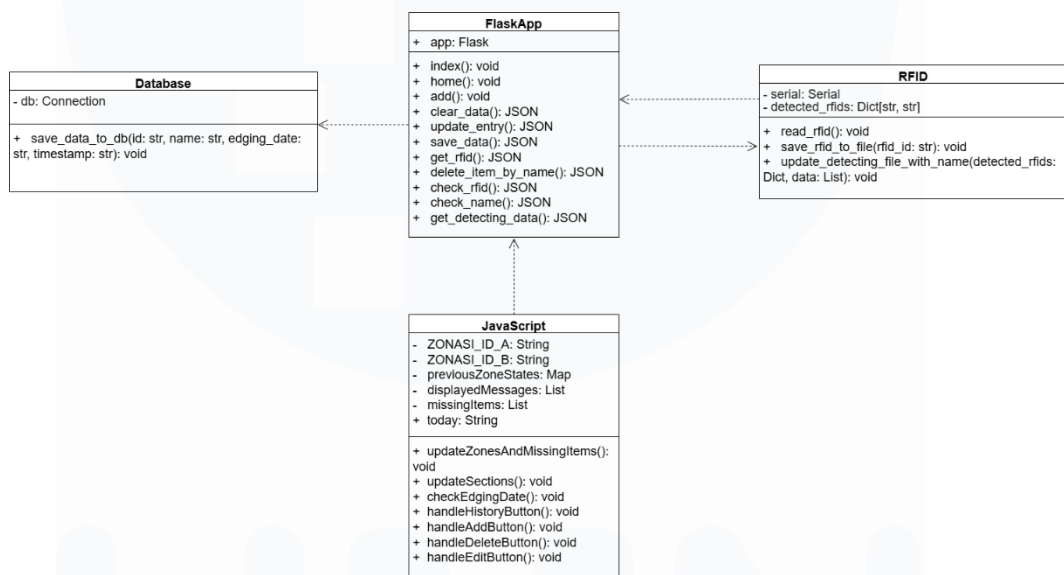 FlaskApp
+ app: Flask
+ index(): void
+ home(): void
+ add(): void
+ clear_data(): JSON
+ update_entry(): JSON
+ save_data(): JSON
+ get_rfid(): JSON
+ delete_item_by_name(): JSON
+ check_rfid(): JSON
+ check_name(): JSON
+ get_detecting_data(): JSON
Database
- db: Connection
+ save_data_to_db(id: str, name: str, edging_date:
str, timestamp: str): void
RFID
- serial: Serial
- detected_rfids: Dict[str, str]
+ read_rfid(): void
+ save_rfid_to_file(rfid_id: str): void
+ update_detecting_file_with_name(detected_rfids:
Dict, data: List): void
JavaScript
- ZONASI_ID_A: String
- ZONASI_ID_B: String
- previousZoneStates: Map
- displayedMessages: List
- missingItems: List
+ today: String
+ updateZonesAndMissingItems():
void
+ updateSections(): void
+ checkEdgingDate(): void
+ handleHistoryButton(): void
+ handleAddButton(): void
+ handleDeleteButton(): void
+ handleEditButton(): void